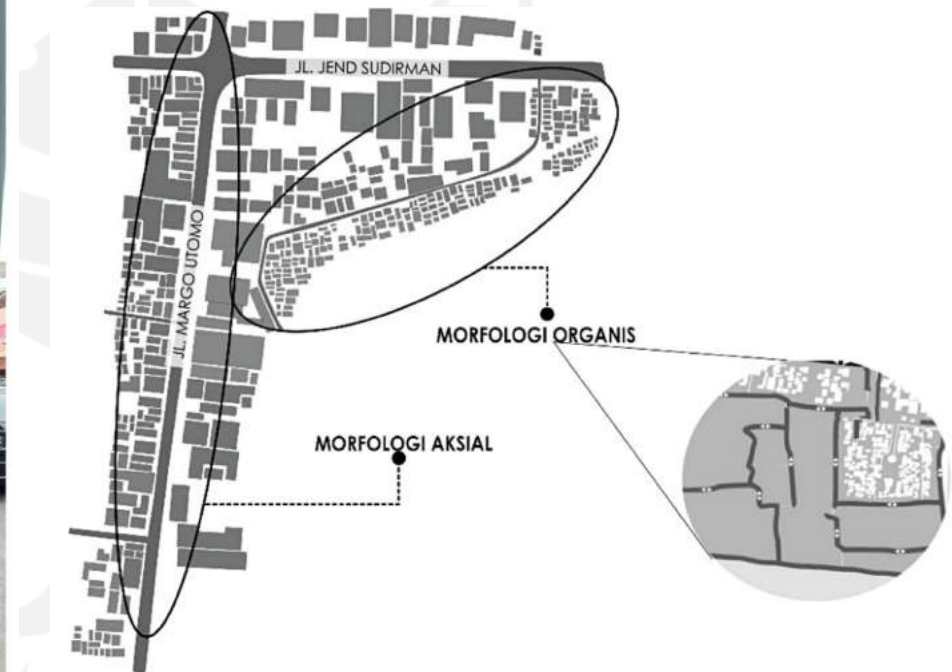 JL. JEND SUDIRMAN
JL. MARGO UTOMO
MORFOLOGI ORGANIS
MORFOLOGI AKSIAL